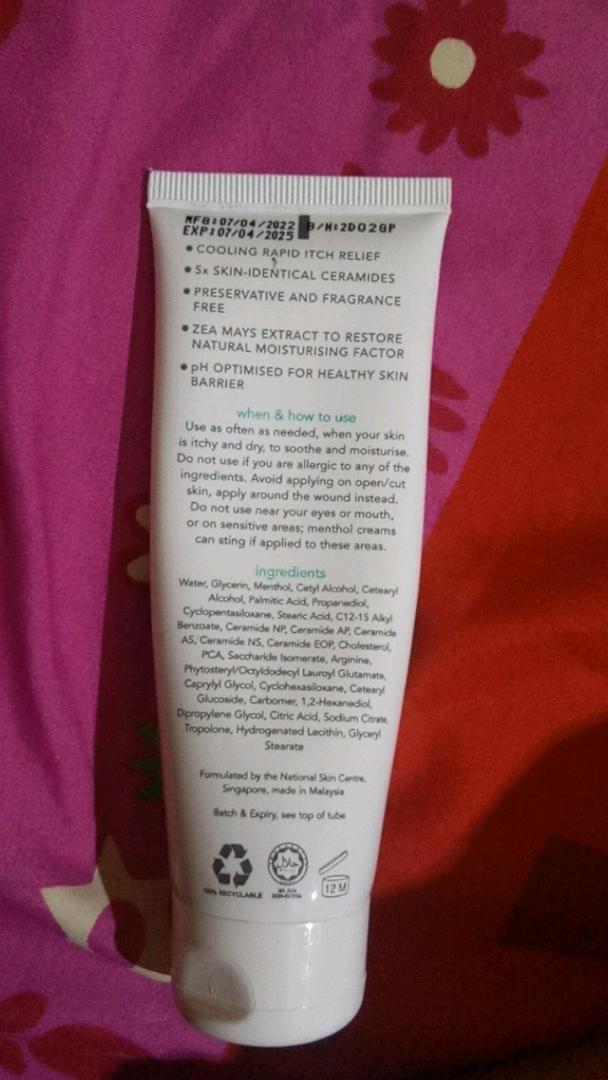 MFG:07/04/2022 B/N:2D02GP
EXP:07/04/2025
• COOLING RAPID ITCH RELIEF
• 5x SKIN-IDENTICAL CERAMIDES
• PRESERVATIVE AND FRAGRANCE
FREE
• ZEA MAYS EXTRACT TO RESTORE
NATURAL MOISTURISING FACTOR
• pH OPTIMISED FOR HEALTHY SKIN
BARRIER
when & how to use
Use as often as needed, when your skin
is itchy and dry, to soothe and moisturise.
Do not use if you are allergic to any of the
ingredients. Avoid applying on open/cut
skin, apply around the wound instead.
Do not use near your eyes or mouth,
or on sensitive areas; menthol creams
can sting if applied to these areas.
ingredients
Water, Glycerin, Menthol, Cetyl Alcohol, Cetearyl
Alcohol, Palmitic Acid, Propanediol,
Cyclopentasiloxane, Stearic Acid, C12-15 Alkyl
Benzoate, Ceramide NP, Ceramide AP, Ceramide
AS, Ceramide NS, Ceramide EOP, Cholesterol,
PCA, Saccharide Isomerate, Arginine,
Phytosteryl/Octyldodecyl Lauroyl Glutamate,
Caprylyl Glycol, Cyclohexasiloxane, Cetearyl
Glucoside, Carbomer, 1,2-Hexanediol,
Dipropylene Glycol, Citric Acid, Sodium Citrate,
Tropolone, Hydrogenated Lecithin, Glyceryl
Stearate
Formulated by the National Skin Centre,
Singapore, made in Malaysia
Batch & Expiry, see top of tube
100% RECYCLABLE
حلال
12 M